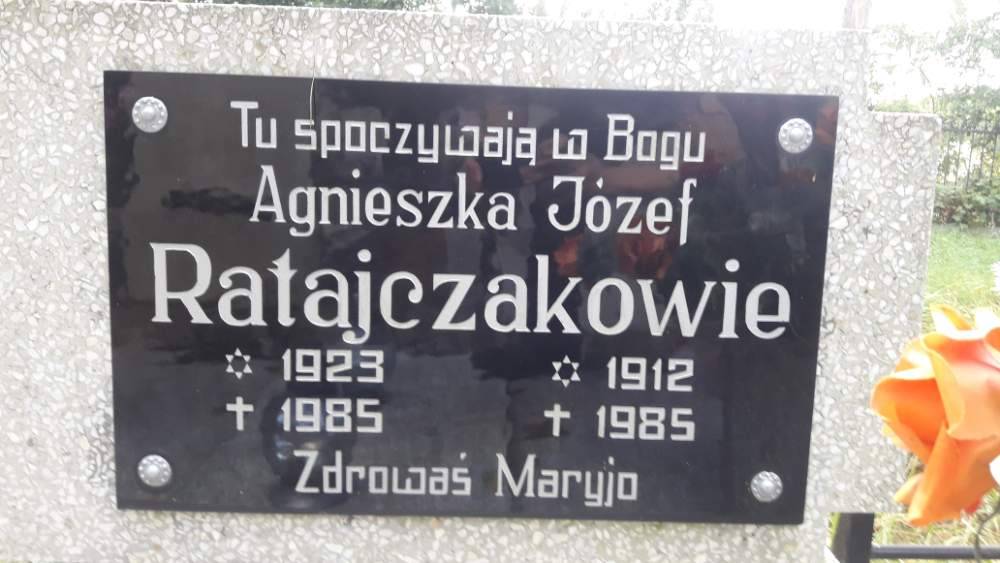 Tu spoczywają w Bogu
Agnieszka Józef
Ratajczakowie
✡ 1923 ✡ 1912
✝ 1985 ✝ 1985
Zdrowaś Maryjo